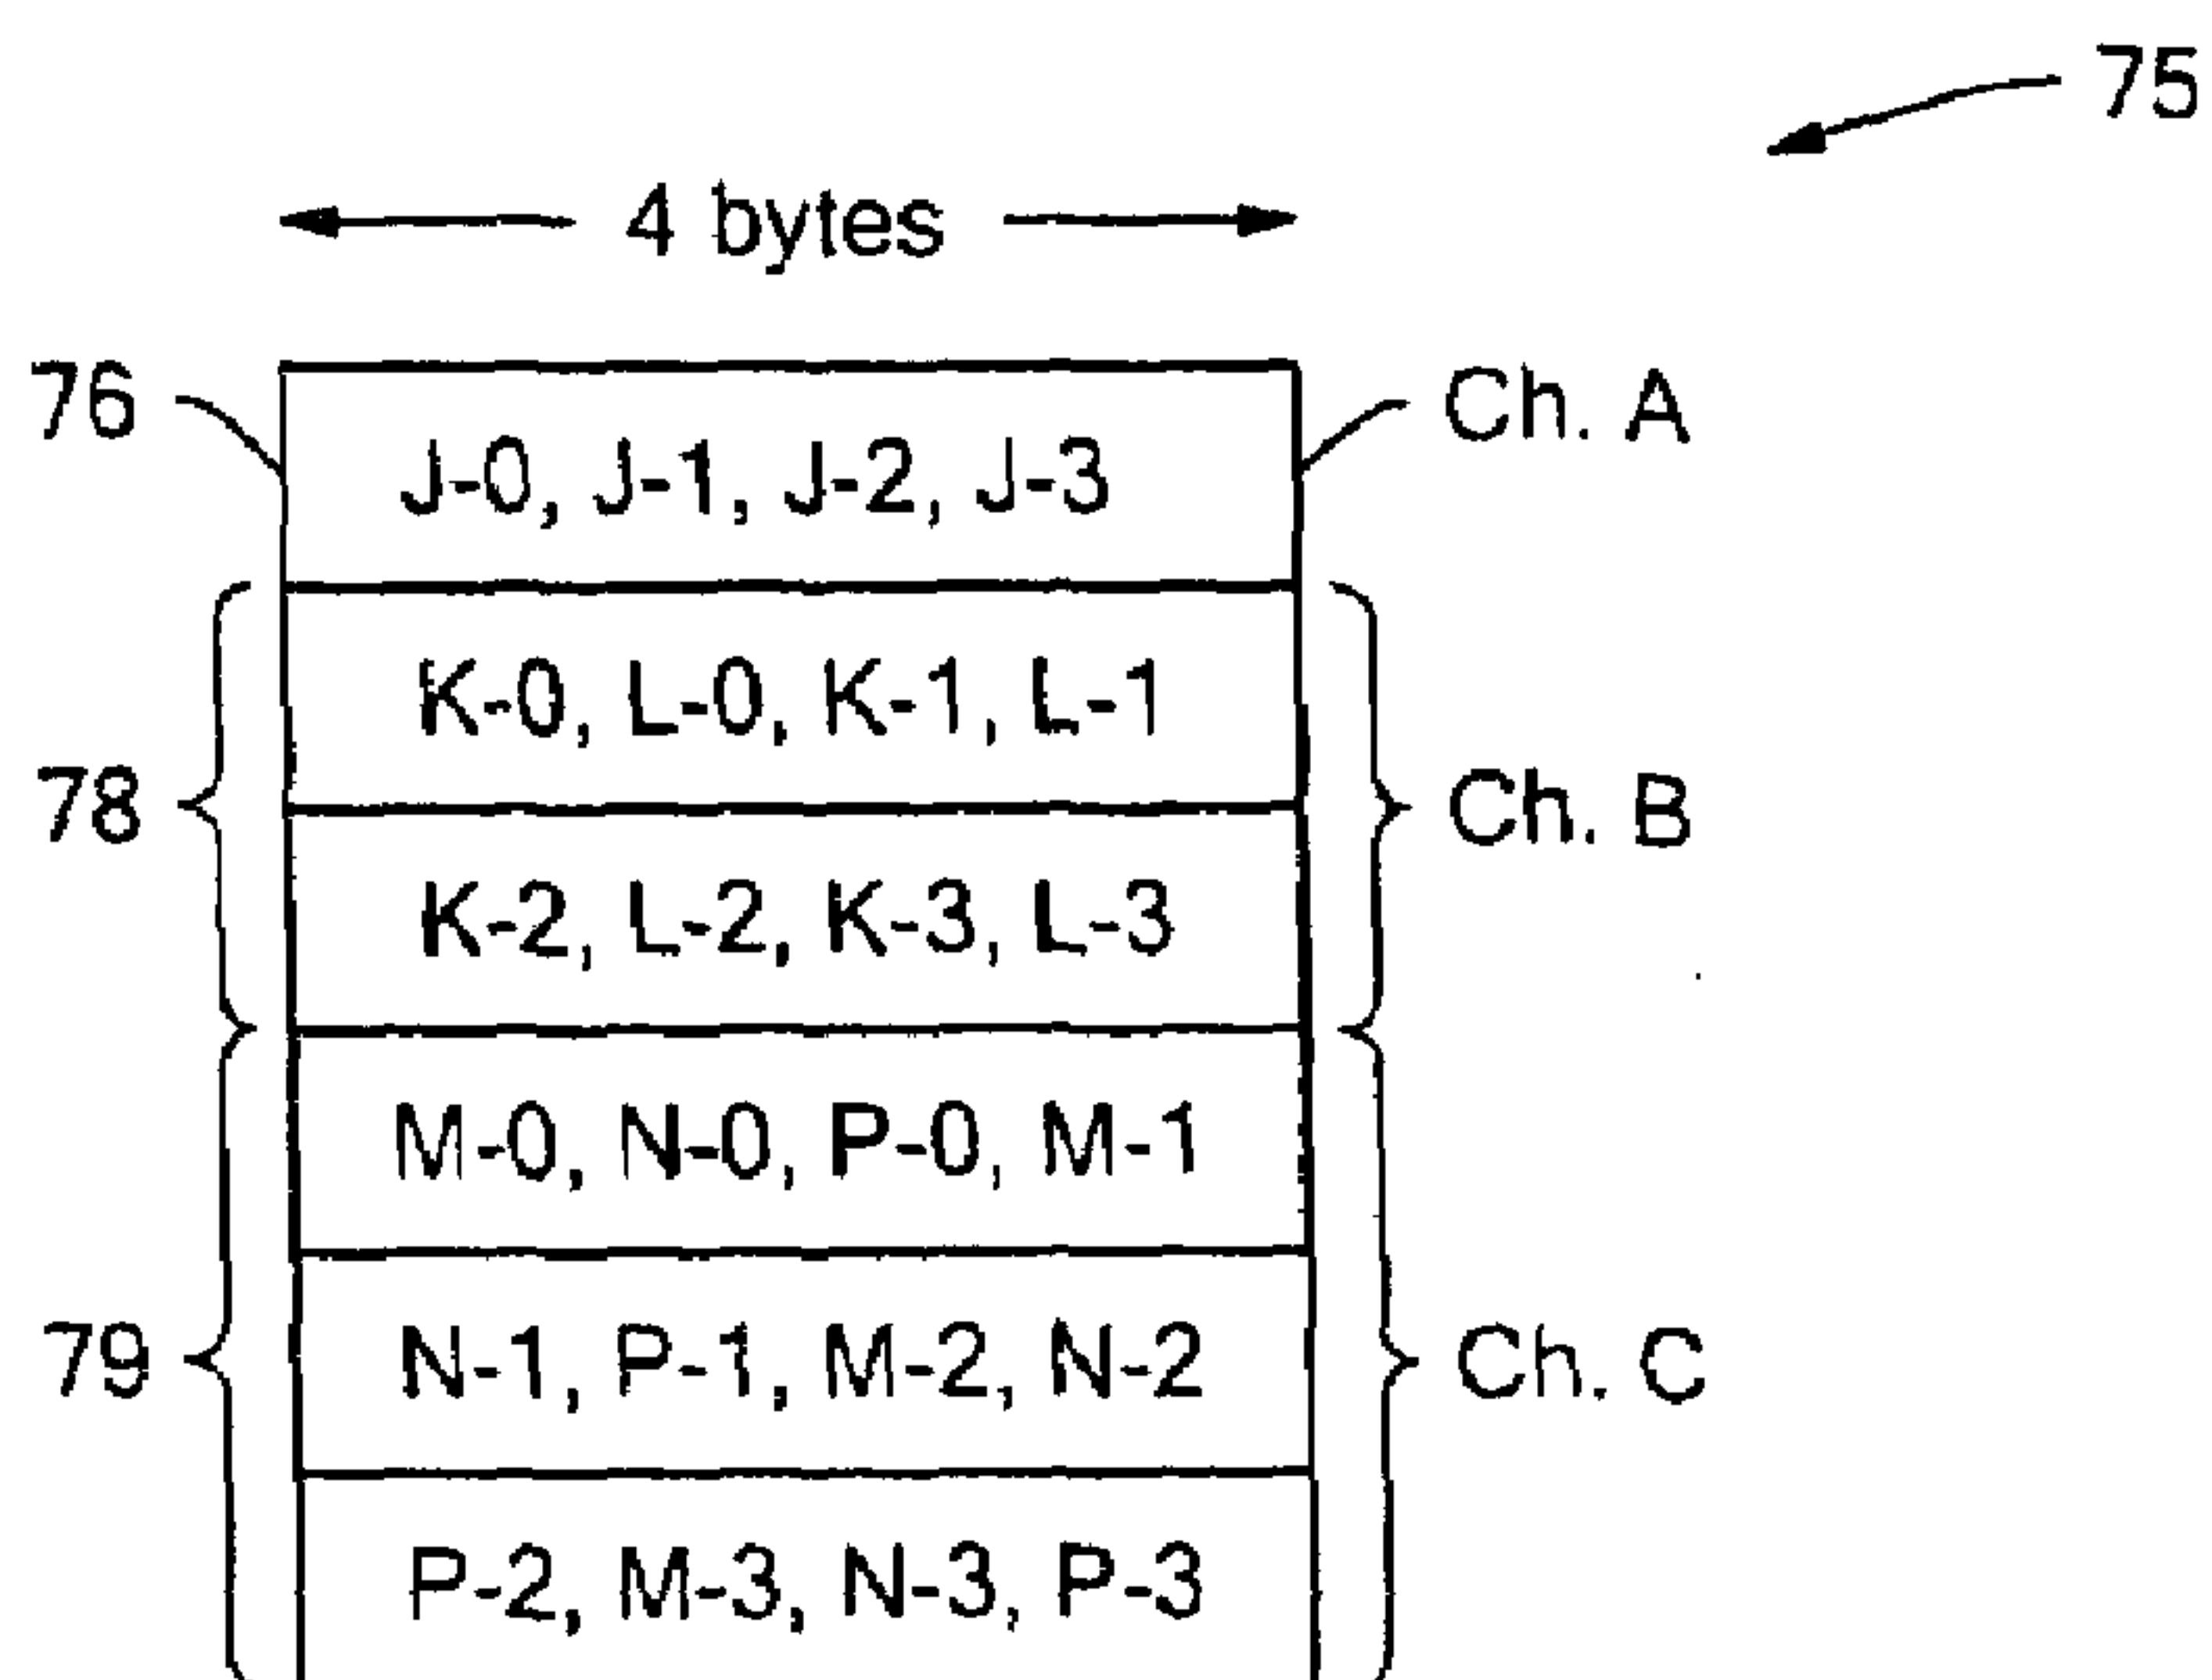 75
4 bytes
76
Ch. A
J-0, J-1, J-2, J-3
K-0, L-0, K-1, L-1
78
Ch. B
K-2, L-2, K-3, L-3
M-0, N-0, P-0, M-1
79
N-1, P-1, M-2, N-2
Ch. C
P-2, M-3, N-3, P-3